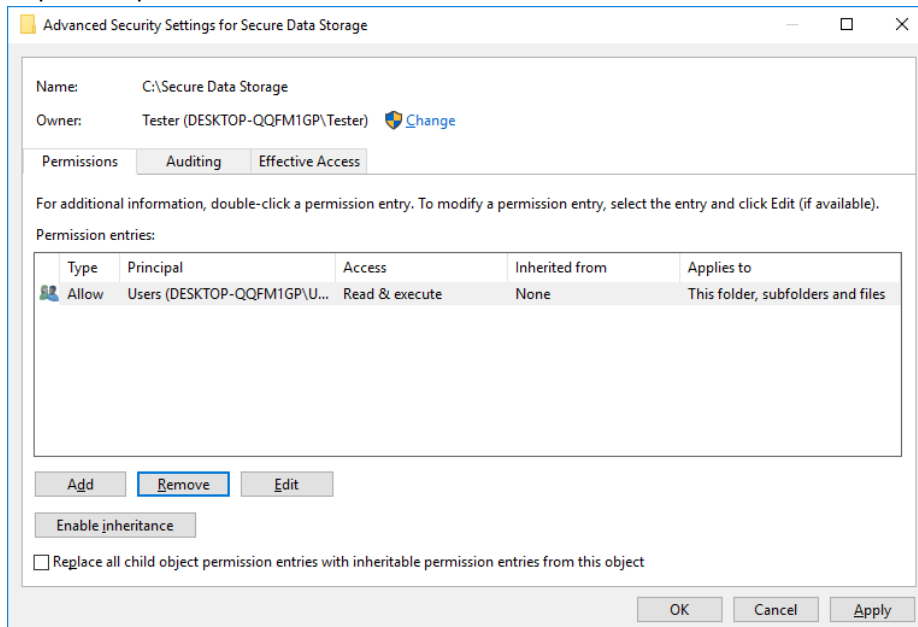 Advanced Security Settings for Secure Data Storage
Name: C:\Secure Data Storage
Owner: Tester (DESKTOP-QQFM1GP\Tester) Change
Permissions Auditing Effective Access
For additional information, double-click a permission entry. To modify a permission entry, select the entry and click Edit (if available).
Permission entries:
Type Principal Access Inherited from Applies to
Allow Users (DESKTOP-QQFM1GP\U... Read & execute None This folder, subfolders and files
Add Remove Edit
Enable inheritance
Replace all child object permission entries with inheritable permission entries from this object
OK Cancel Apply